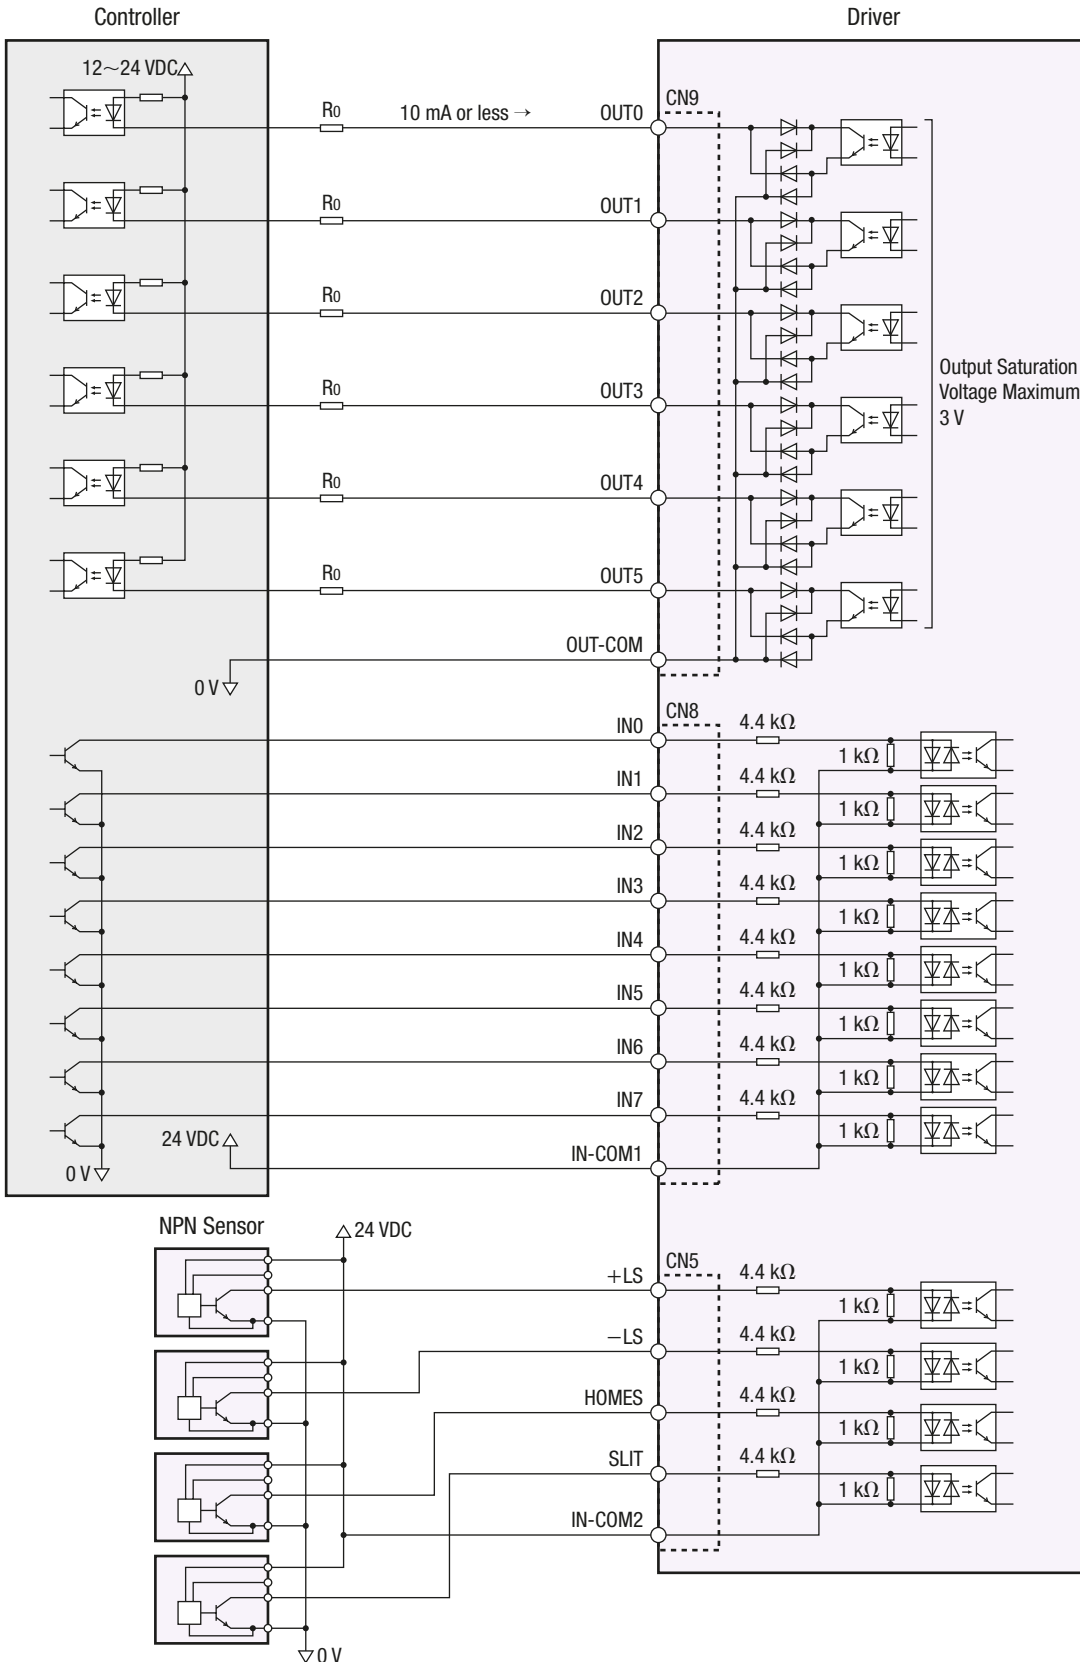 Controller
Driver
12~24 VDC
R0
10 mA or less →
OUT0
CN9
R0
OUT1
R0
OUT2
R0
OUT3
Output Saturation
Voltage Maximum
3 V
R0
OUT4
R0
OUT5
OUT-COM
0 V
CN8
IN0
4.4 kΩ
1 kΩ
IN1
4.4 kΩ
1 kΩ
IN2
4.4 kΩ
1 kΩ
IN3
4.4 kΩ
1 kΩ
IN4
4.4 kΩ
1 kΩ
IN5
4.4 kΩ
1 kΩ
IN6
4.4 kΩ
1 kΩ
IN7
4.4 kΩ
1 kΩ
24 VDC
IN-COM1
0 V
NPN Sensor
24 VDC
CN5
+LS
4.4 kΩ
1 kΩ
−LS
4.4 kΩ
1 kΩ
HOMES
4.4 kΩ
1 kΩ
SLIT
4.4 kΩ
1 kΩ
IN-COM2
0 V